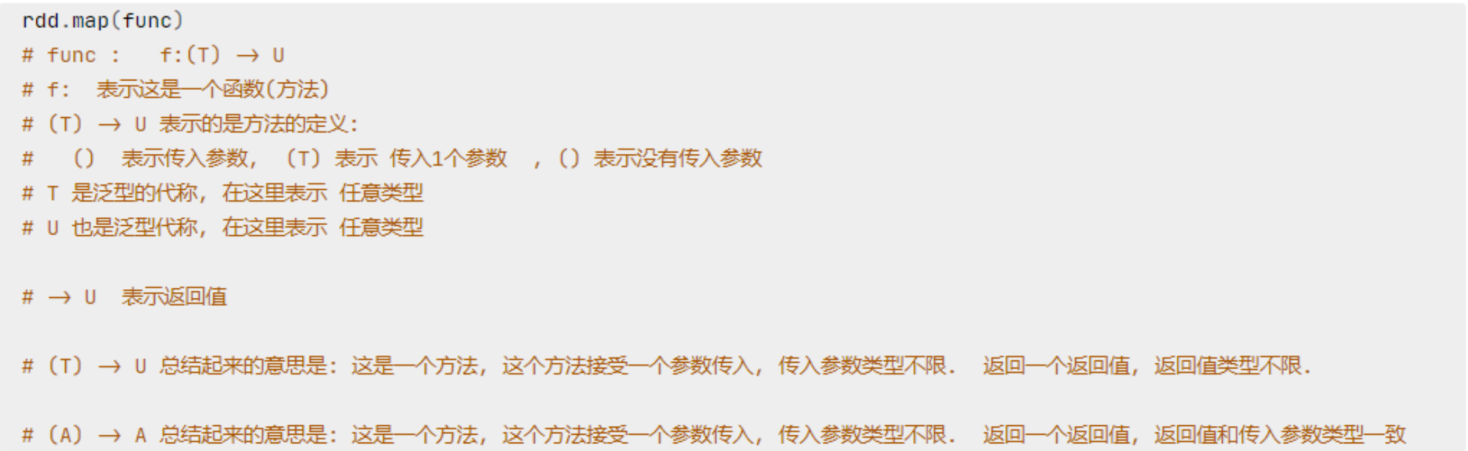 rdd.map(func)
# func :   f:(T) → U
# f:  表示这是一个函数(方法)
# (T) → U 表示的是方法的定义:
#   ()  表示传入参数, (T) 表示 传入1个参数  , () 表示没有传入参数
# T 是泛型的代称, 在这里表示 任意类型
# U 也是泛型代称, 在这里表示 任意类型
# → U  表示返回值
# (T) → U 总结起来的意思是: 这是一个方法, 这个方法接受一个参数传入, 传入参数类型不限.  返回一个返回值, 返回值类型不限.
# (A) → A 总结起来的意思是: 这是一个方法, 这个方法接受一个参数传入, 传入参数类型不限.  返回一个返回值, 返回值和传入参数类型一致